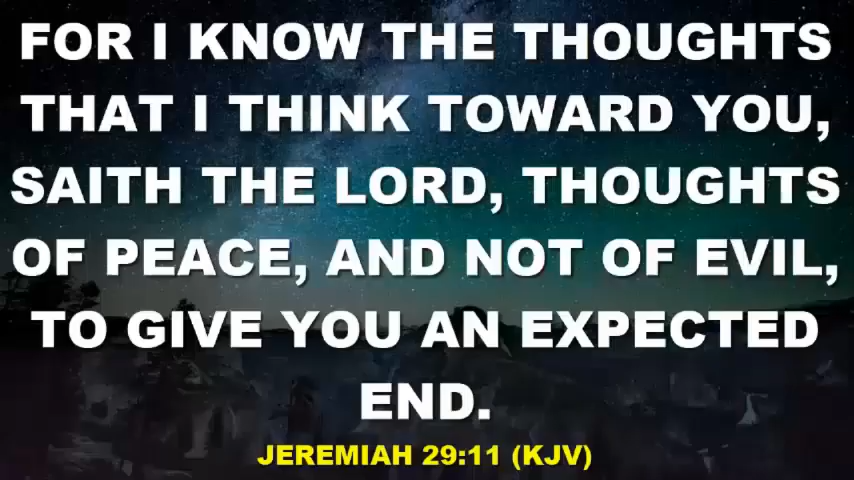 FOR I KNOW THE THOUGHTS
THAT I THINK TOWARD YOU,
SAITH THE LORD, THOUGHTS
OF PEACE, AND NOT OF EVIL,
TO GIVE YOU AN EXPECTED
END.
JEREMIAH 29:11 (KJV)